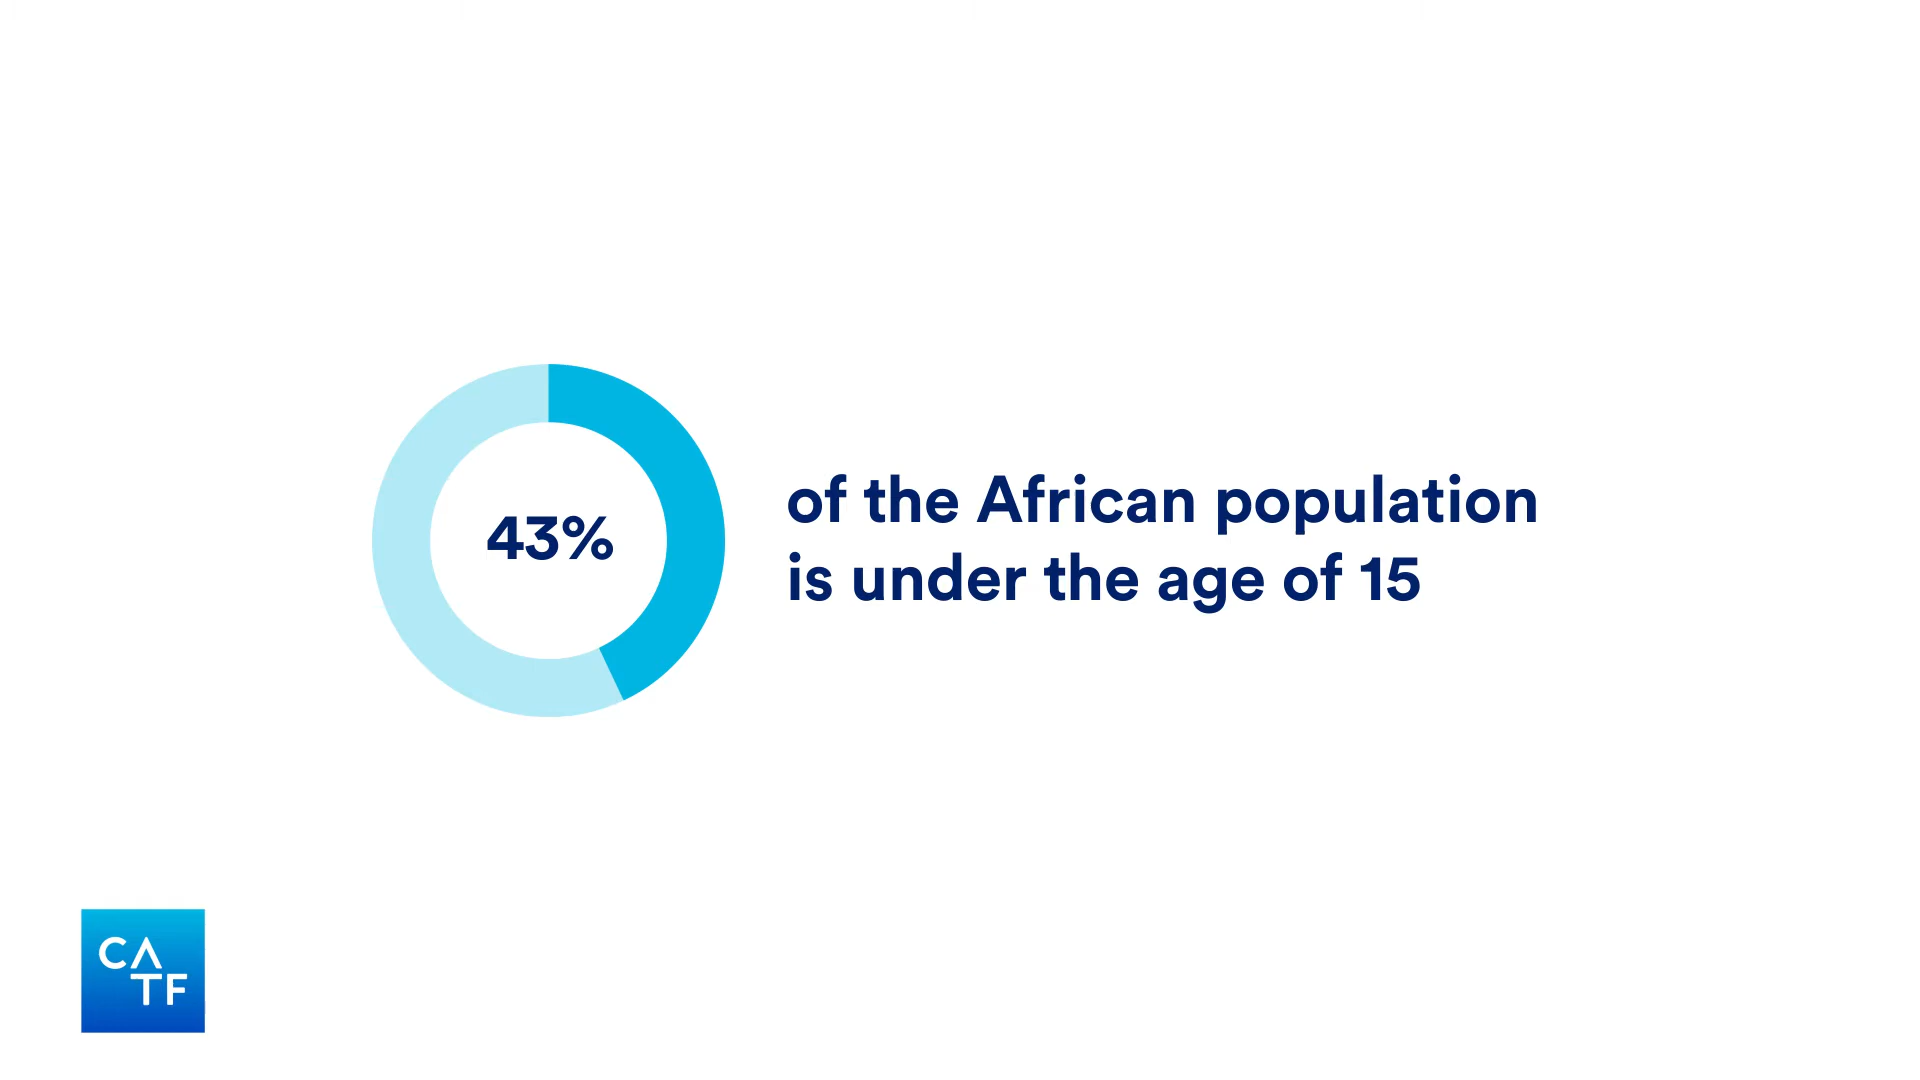 43%
of the African population
is under the age of 15
CA
TF